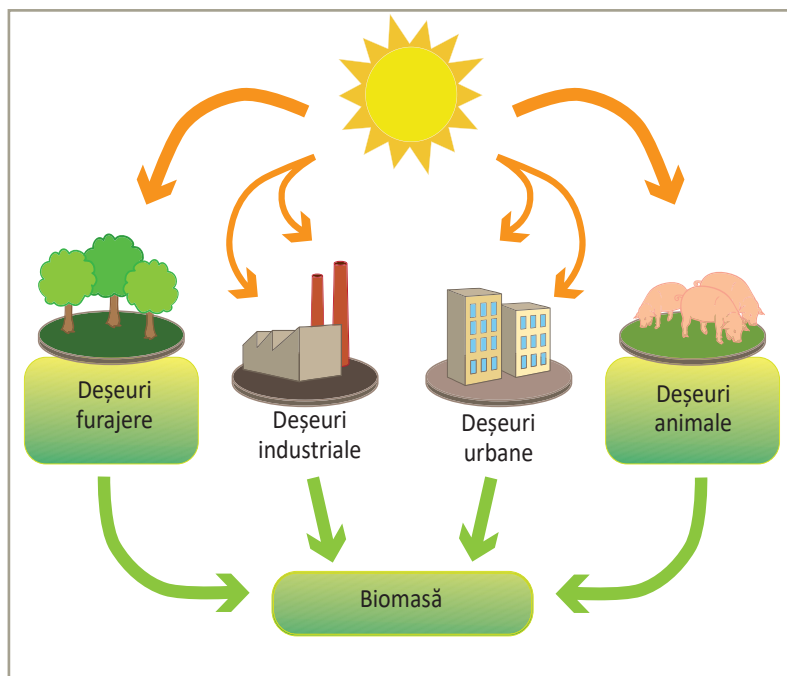 Deșeuri
furajere
Deșeuri
industriale
Deșeuri
urbane
Deșeuri
animale
Biomasă